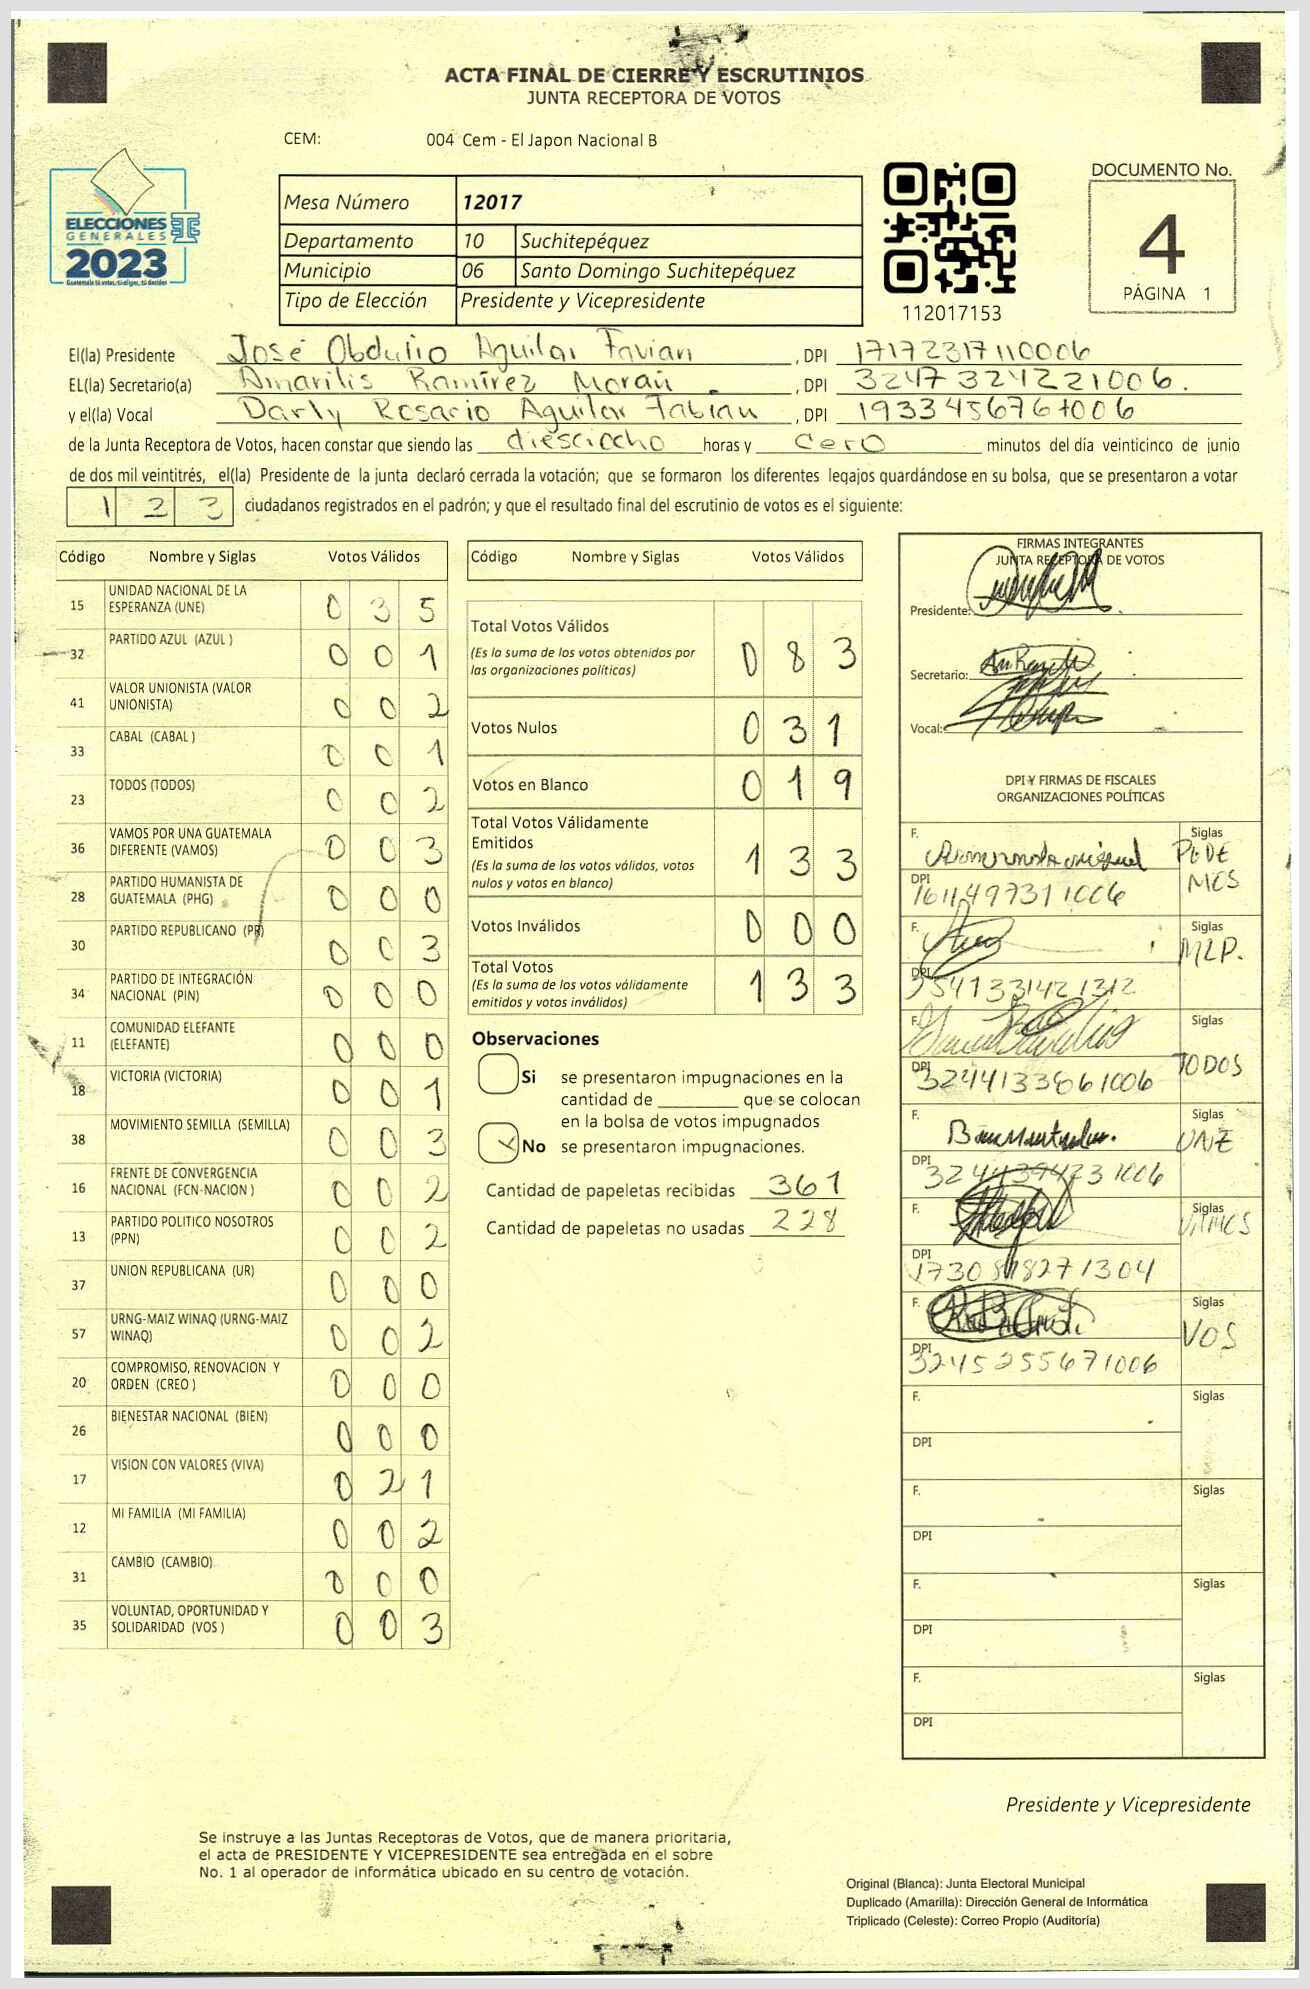 ACTA FINAL DE CIERRE Y ESCRUTINIOS
JUNTA RECEPTORA DE VOTOS
CEM: 004 Cem - El Japon Nacional B
ELECCIONES
GENERALES
2023
Guatemala tú votas, tú eliges, tú decides
Mesa Número 12017
Departamento 10 Suchitepéquez
Municipio 06 Santo Domingo Suchitepéquez
Tipo de Elección Presidente y Vicepresidente
112017153
DOCUMENTO No.
4
PÁGINA 1
El(la) Presidente José Obdulio Aguilar Favian , DPI 1717231711006
EL(la) Secretario(a) Amarilis Ramírez Morán , DPI 3247324221006.
y el(la) Vocal Darly Rosario Aguilar Fabian , DPI 1933456761006
de la Junta Receptora de Votos, hacen constar que siendo las diesciocho horas y cero minutos del día veinticinco de junio
de dos mil veintitrés, el(la) Presidente de la junta declaró cerrada la votación; que se formaron los diferentes legajos guardándose en su bolsa, que se presentaron a votar
1 2 3 ciudadanos registrados en el padrón; y que el resultado final del escrutinio de votos es el siguiente:
Código Nombre y Siglas Votos Válidos
15 UNIDAD NACIONAL DE LA
ESPERANZA (UNE) 0 3 5
32 PARTIDO AZUL (AZUL ) 0 0 1
41 VALOR UNIONISTA (VALOR
UNIONISTA) 0 0 2
33 CABAL (CABAL ) 0 0 1
23 TODOS (TODOS) 0 0 2
36 VAMOS POR UNA GUATEMALA
DIFERENTE (VAMOS) 0 0 3
28 PARTIDO HUMANISTA DE
GUATEMALA (PHG) 0 0 0
30 PARTIDO REPUBLICANO (PR) 0 0 3
34 PARTIDO DE INTEGRACIÓN
NACIONAL (PIN) 0 0 0
11 COMUNIDAD ELEFANTE
(ELEFANTE) 0 0 0
18 VICTORIA (VICTORIA) 0 0 1
38 MOVIMIENTO SEMILLA (SEMILLA) 0 0 3
16 FRENTE DE CONVERGENCIA
NACIONAL (FCN-NACION ) 0 0 2
13 PARTIDO POLITICO NOSOTROS
(PPN) 0 0 2
37 UNION REPUBLICANA (UR) 0 0 0
57 URNG-MAIZ WINAQ (URNG-MAIZ
WINAQ) 0 0 2
20 COMPROMISO, RENOVACION Y
ORDEN (CREO ) 0 0 0
26 BIENESTAR NACIONAL (BIEN) 0 0 0
17 VISION CON VALORES (VIVA) 0 2 1
12 MI FAMILIA (MI FAMILIA) 0 0 2
31 CAMBIO (CAMBIO) 0 0 0
35 VOLUNTAD, OPORTUNIDAD Y
SOLIDARIDAD (VOS ) 0 0 3
Código Nombre y Siglas Votos Válidos
Total Votos Válidos
(Es la suma de los votos obtenidos por
las organizaciones políticas) 0 8 3
Votos Nulos 0 3 1
Votos en Blanco 0 1 9
Total Votos Válidamente
Emitidos
(Es la suma de los votos válidos, votos
nulos y votos en blanco) 1 3 3
Votos Inválidos 0 0 0
Total Votos
(Es la suma de los votos válidamente
emitidos y votos inválidos) 1 3 3
Observaciones
Si se presentaron impugnaciones en la
cantidad de ________ que se colocan
en la bolsa de votos impugnados
No se presentaron impugnaciones.
Cantidad de papeletas recibidas 361
Cantidad de papeletas no usadas 228
FIRMAS INTEGRANTES
JUNTA RECEPTORA DE VOTOS
Presidente:
Secretario:
Vocal:
DPI Y FIRMAS DE FISCALES
ORGANIZACIONES POLÍTICAS
F. Siglas
DPI
F. Siglas
MLP.
DPI
F. Siglas
TODOS
DPI 3244133861006
F. Siglas
UNE
DPI 3244394231006
F. Siglas
DPI
F. Siglas
VOS
DPI 3245255671006
F. Siglas
DPI
F. Siglas
DPI
F. Siglas
DPI
F. Siglas
DPI
Presidente y Vicepresidente
Se instruye a las Juntas Receptoras de Votos, que de manera prioritaria,
el acta de PRESIDENTE Y VICEPRESIDENTE sea entregada en el sobre
No. 1 al operador de informática ubicado en su centro de votación.
Original (Blanca): Junta Electoral Municipal
Duplicado (Amarilla): Dirección General de Informática
Triplicado (Celeste): Correo Propio (Auditoría)